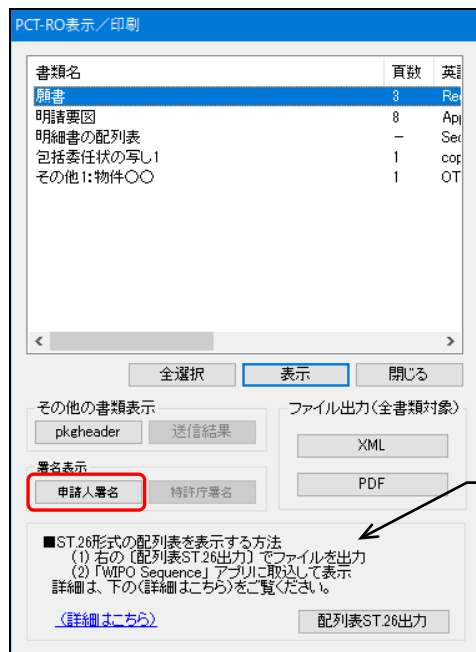 PCT-RO表示／印刷
書類名 頁数 英
願書 3 Re
明請要図 8 Ap
明細書の配列表 － Se
包括委任状の写し1 1 cop
その他1:物件〇〇 1 OT
全選択 表示 閉じる
その他の書類表示 ファイル出力(全書類対象)
pkgheader 送信結果 XML
署名表示
申請人署名 特許庁署名 PDF
■ST.26形式の配列表を表示する方法
(1) 右の〔配列表ST.26出力〕でファイルを出力
(2)「WIPO Sequence」アプリに取込して表示
詳細は、下の(詳細はこちら)をご覧ください。
(詳細はこちら) 配列表ST.26出力